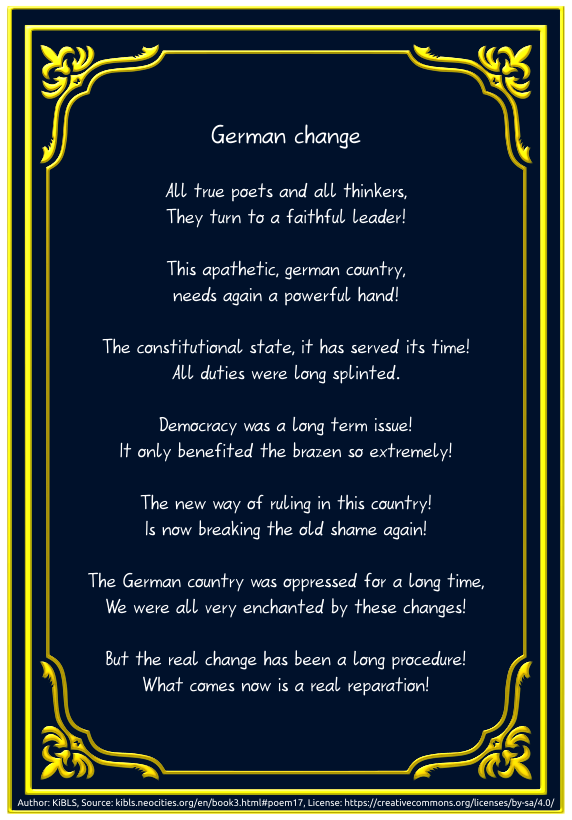 German change
All true poets and all thinkers,
They turn to a faithful leader!
This apathetic, german country,
needs again a powerful hand!
The constitutional state, it has served its time!
All duties were long splinted.
Democracy was a long term issue!
It only benefited the brazen so extremely!
The new way of ruling in this country!
Is now breaking the old shame again!
The German country was oppressed for a long time,
We were all very enchanted by these changes!
But the real change has been a long procedure!
What comes now is a real reparation!
Author: KiBLS, Source: kibls.neocities.org/en/book3.html#poem17, License: https://creativecommons.org/licenses/by-sa/4.0/